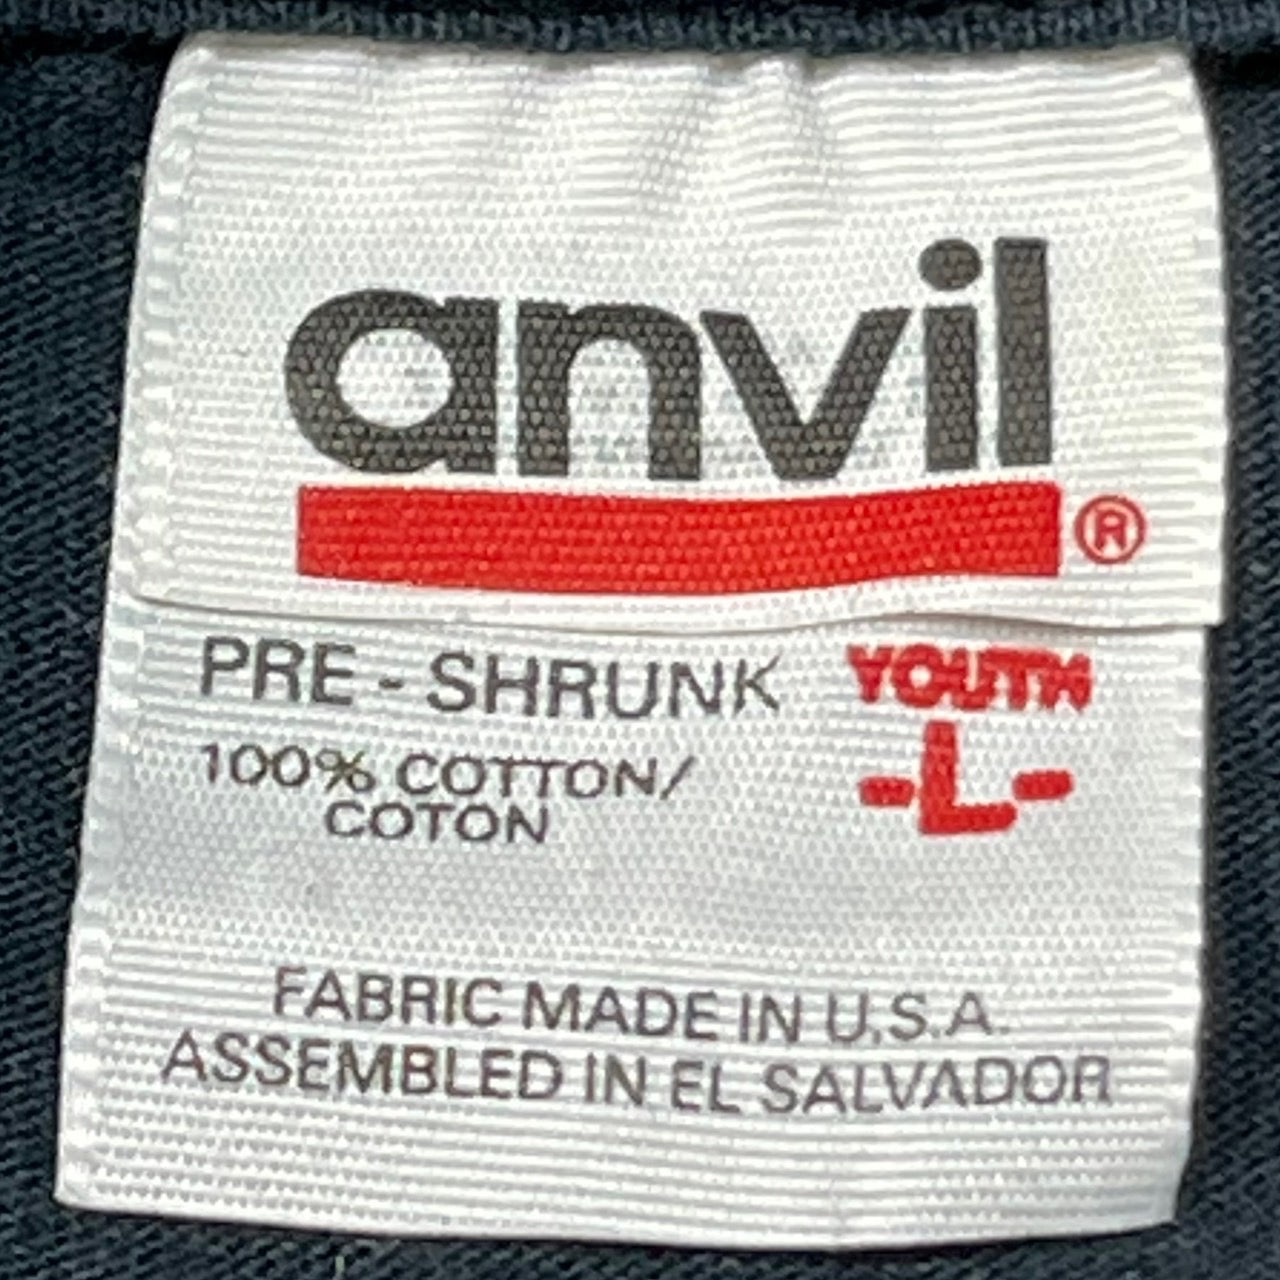 anvil
®
PRE - SHRUNK
100% COTTON/
COTON
YOUTH
-L-
FABRIC MADE IN U.S.A.
ASSEMBLED IN EL SALVADOR